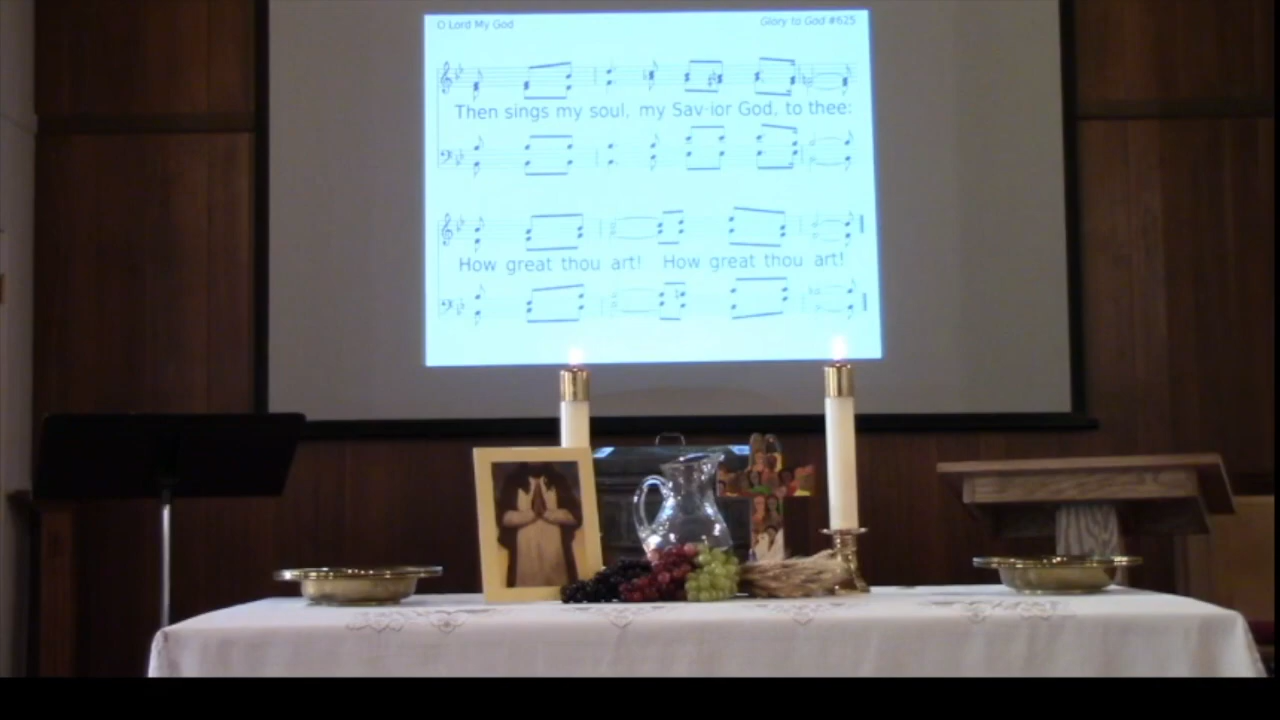 O Lord My God
Glory to God #625
Then sings my soul, my Sav·ior God, to thee:
How great thou art! How great thou art!